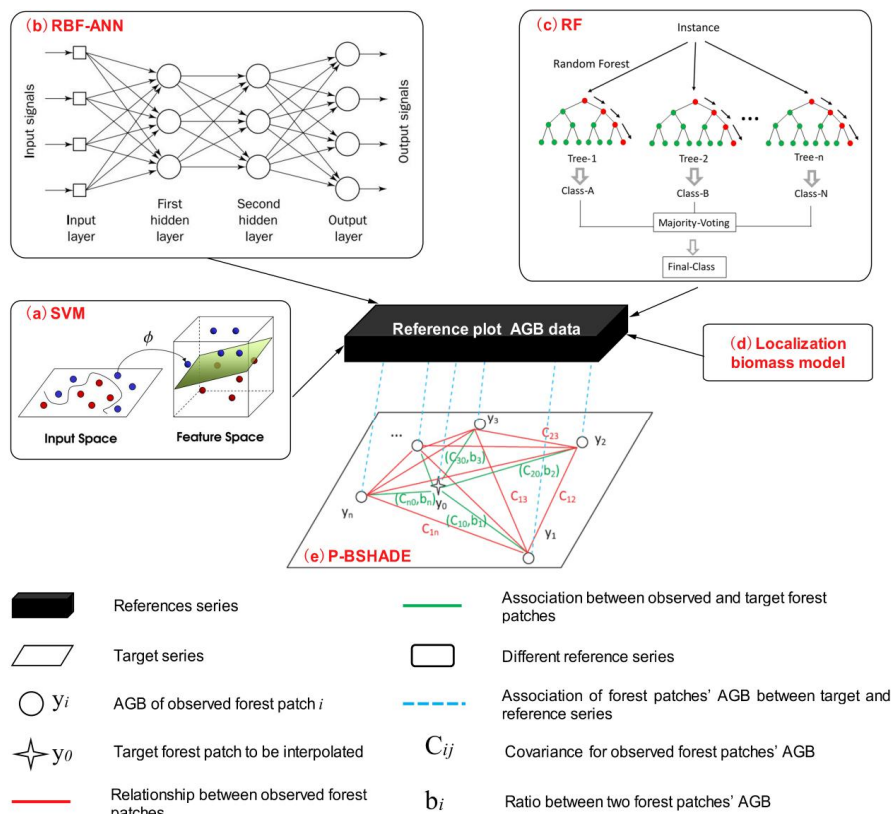 (b) RBF-ANN
Input signals
Output signals
Input
layer
First
hidden
layer
Second
hidden
layer
Output
layer
(c) RF
Instance
Random Forest
Tree-1
Tree-2
Tree-n
Class-A
Class-B
Class-N
Majority-Voting
Final-Class
(a) SVM
ϕ
Input Space
Feature Space
Reference plot AGB data
(d) Localization
biomass model
...
y3
C23
y2
(C30,b3)
(C20,b2)
(Cn0,bn)
y0
C13
C12
yn
(C10,b1)
C1n
y1
(e) P-BSHADE
References series
Association between observed and target forest
patches
Target series
Different reference series
yi
AGB of observed forest patch i
Association of forest patches' AGB between target and
reference series
y0
Target forest patch to be interpolated
Cij
Covariance for observed forest patches' AGB
Relationship between observed forest
patches
bi
Ratio between two forest patches' AGB